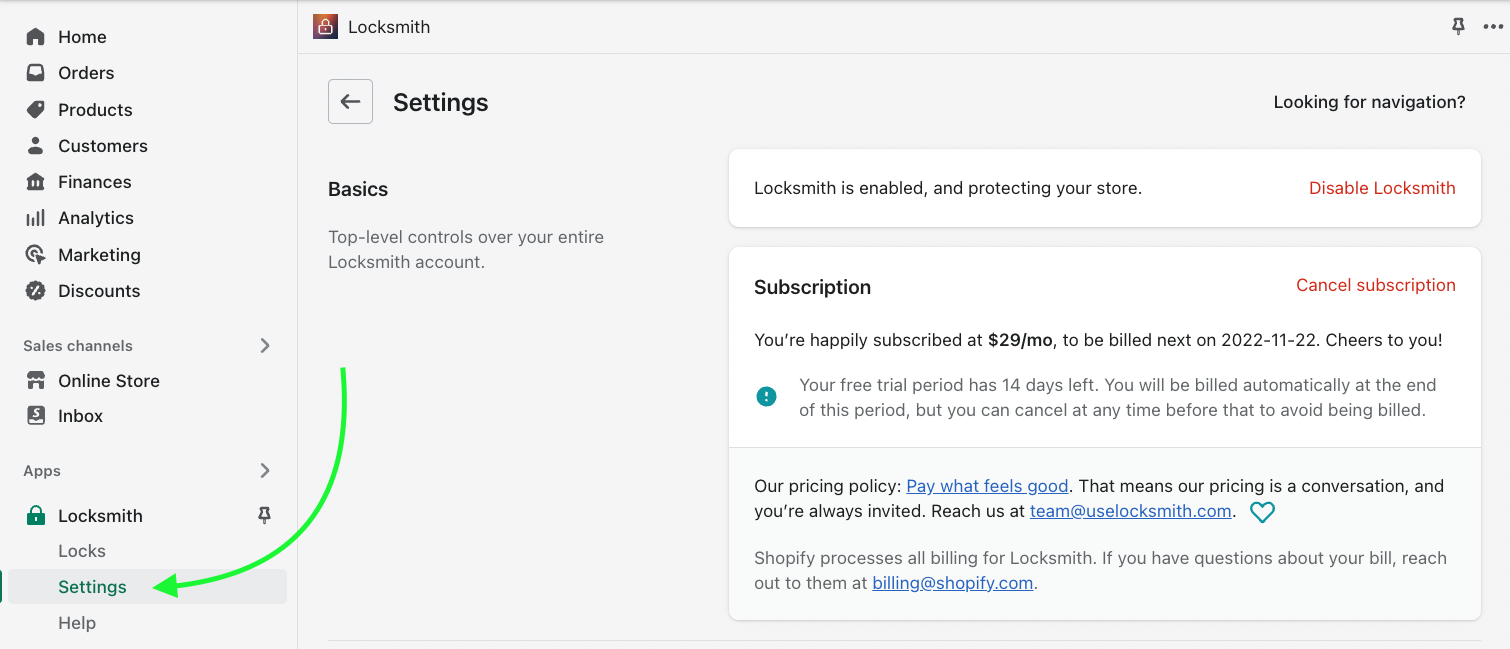 Home
Orders
Products
Customers
Finances
Analytics
Marketing
Discounts
Sales channels
Online Store
Inbox
Apps
Locksmith
Locks
Settings
Help
Locksmith
Settings
Looking for navigation?
Basics
Top-level controls over your entire
Locksmith account.
Locksmith is enabled, and protecting your store.
Disable Locksmith
Subscription
Cancel subscription
You’re happily subscribed at $29/mo, to be billed next on 2022-11-22. Cheers to you!
Your free trial period has 14 days left. You will be billed automatically at the end
of this period, but you can cancel at any time before that to avoid being billed.
Our pricing policy: Pay what feels good. That means our pricing is a conversation, and
you’re always invited. Reach us at team@uselocksmith.com.
Shopify processes all billing for Locksmith. If you have questions about your bill, reach
out to them at billing@shopify.com.